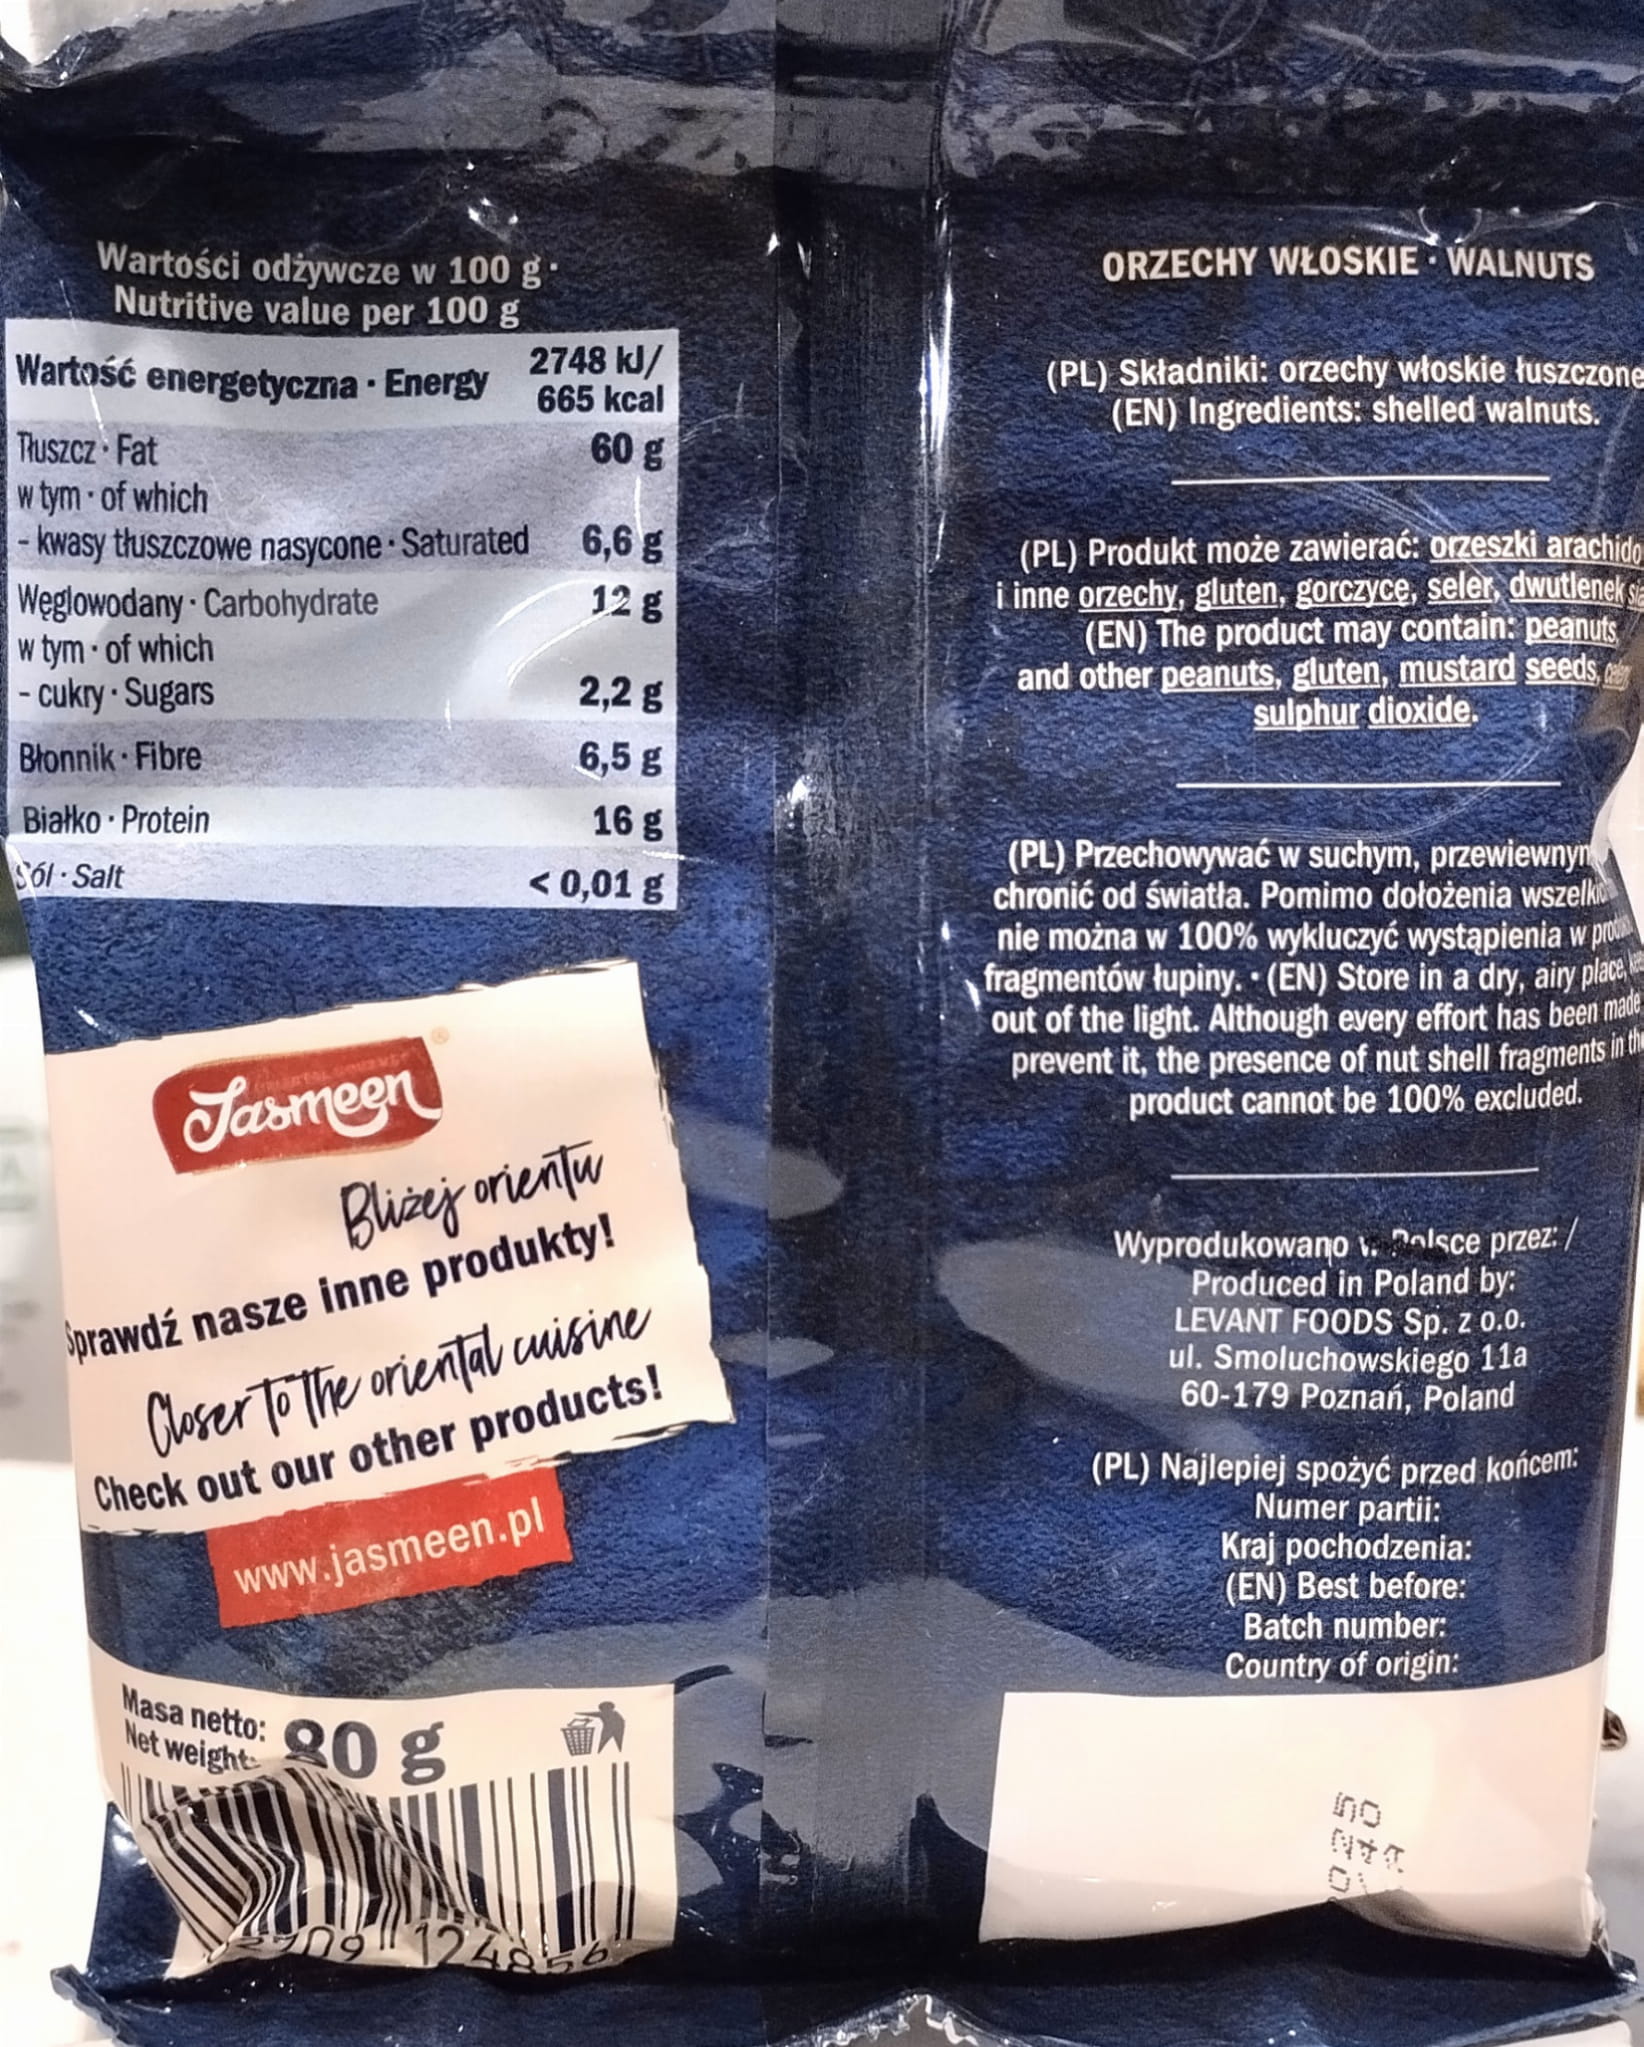 Wartości odżywcze w 100 g ·
Nutritive value per 100 g
Wartość energetyczna · Energy 2748 kJ/
665 kcal
Tłuszcz · Fat 60 g
w tym · of which
- kwasy tłuszczowe nasycone · Saturated 6,6 g
Węglowodany · Carbohydrate 12 g
w tym · of which
- cukry · Sugars 2,2 g
Błonnik · Fibre 6,5 g
Białko · Protein 16 g
Sól · Salt < 0,01 g
Jasmeen®
Bliżej orientu
Sprawdź nasze inne produkty!
Closer to the oriental cuisine
Check out our other products!
www.jasmeen.pl
Masa netto:
Net weight: 80 g
09 124856
ORZECHY WŁOSKIE · WALNUTS
(PL) Składniki: orzechy włoskie łuszczone
(EN) Ingredients: shelled walnuts.
(PL) Produkt może zawierać: orzeszki arachido
i inne orzechy, gluten, gorczycę, seler, dwutlenek
(EN) The product may contain: peanuts
and other peanuts, gluten, mustard seeds,
sulphur dioxide.
(PL) Przechowywać w suchym, przewiewnym
chronić od światła. Pomimo dołożenia wszelki
nie można w 100% wykluczyć wystąpienia w
fragmentów łupiny. · (EN) Store in a dry, airy place,
out of the light. Although every effort has been made
prevent it, the presence of nut shell fragments in the
product cannot be 100% excluded.
Wyprodukowano w Polsce przez: /
Produced in Poland by:
LEVANT FOODS Sp. z o.o.
ul. Smoluchowskiego 11a
60-179 Poznań, Poland
(PL) Najlepiej spożyć przed końcem:
Numer partii:
Kraj pochodzenia:
(EN) Best before:
Batch number:
Country of origin: